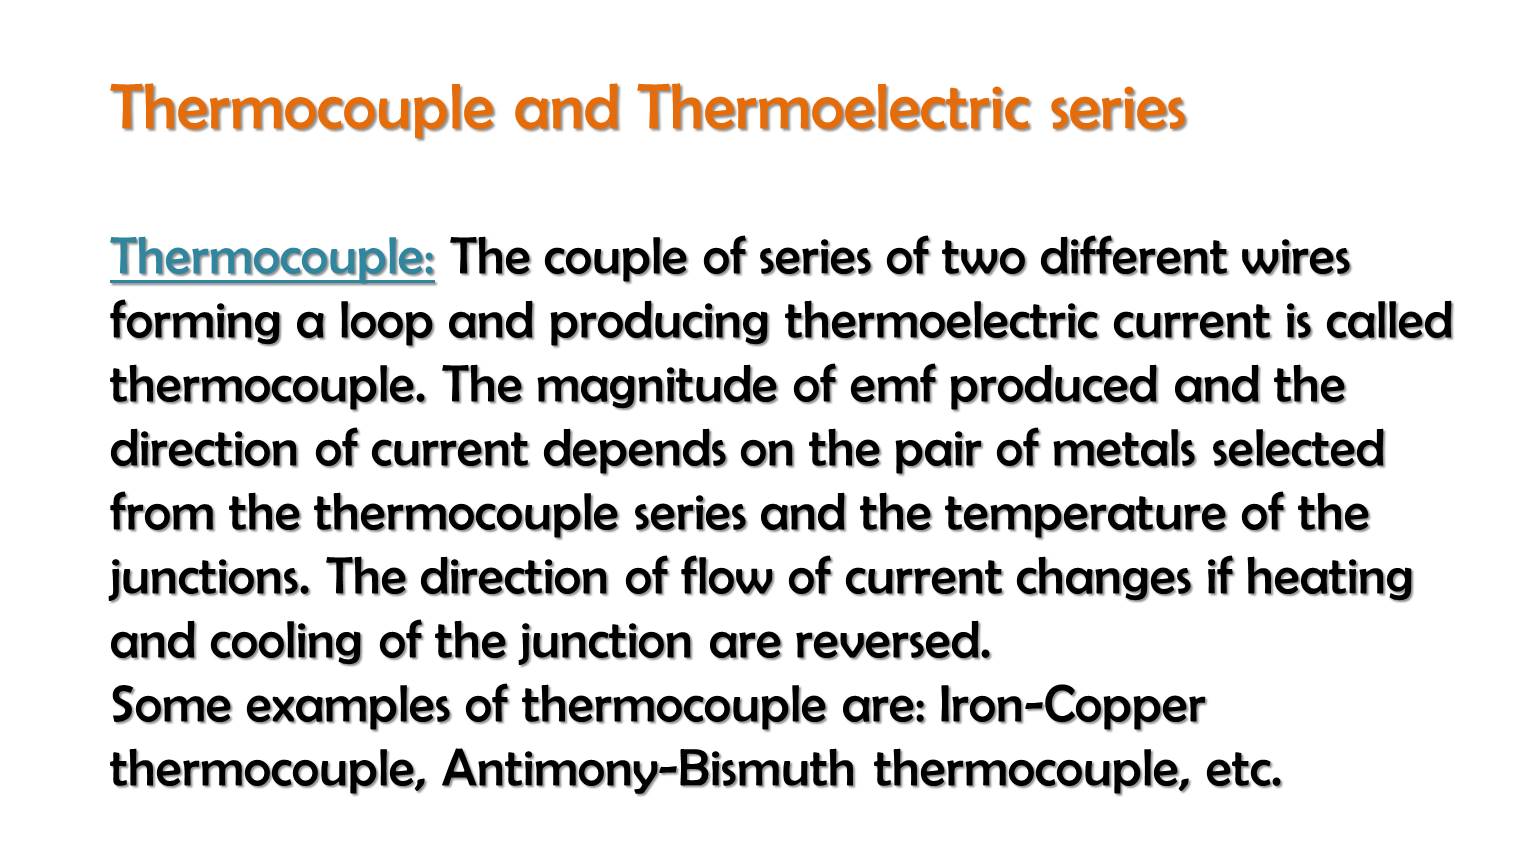 Thermocouple and Thermoelectric series
Thermocouple: The couple of series of two different wires
forming a loop and producing thermoelectric current is called
thermocouple. The magnitude of emf produced and the
direction of current depends on the pair of metals selected
from the thermocouple series and the temperature of the
junctions. The direction of flow of current changes if heating
and cooling of the junction are reversed.
Some examples of thermocouple are: Iron-Copper
thermocouple, Antimony-Bismuth thermocouple, etc.